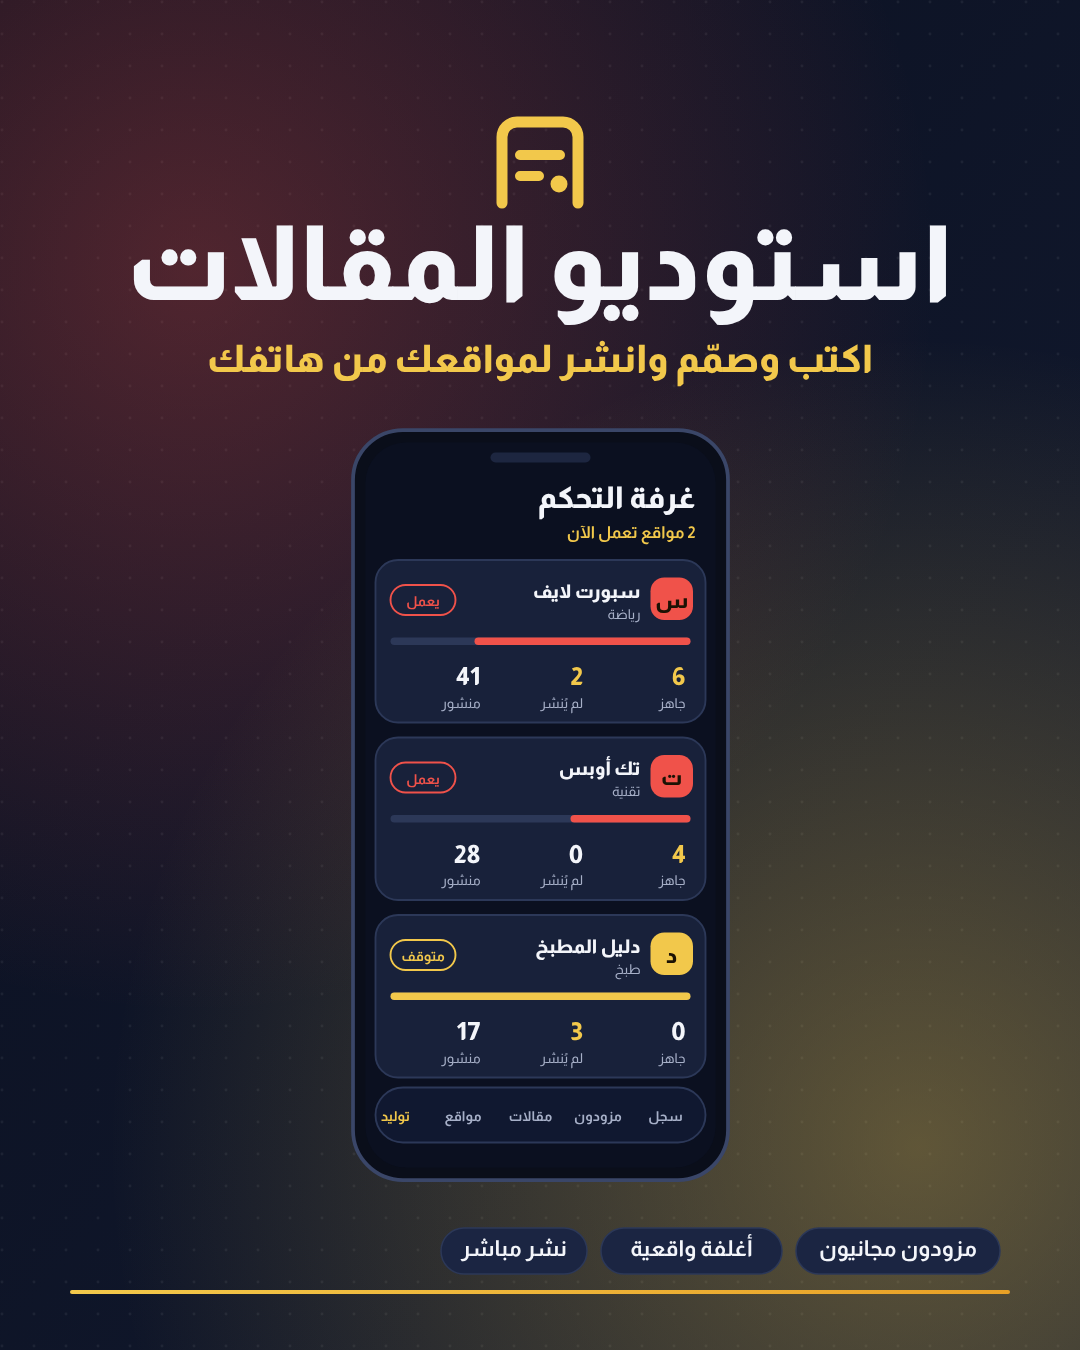 استوديو المقالات
اكتب وصمّم وانشر لمواقعك من هاتفك
غرفة التحكم
2 مواقع تعمل الآن
س سبورت لايف يعمل
رياضة
6 2 41
جاهز لم يُنشر منشور
ت تك أوبس يعمل
تقنية
4 0 28
جاهز لم يُنشر منشور
د دليل المطبخ متوقف
طبخ
0 3 17
جاهز لم يُنشر منشور
سجل مزودون مقالات مواقع توليد
مزودون مجانيون أغلفة واقعية نشر مباشر